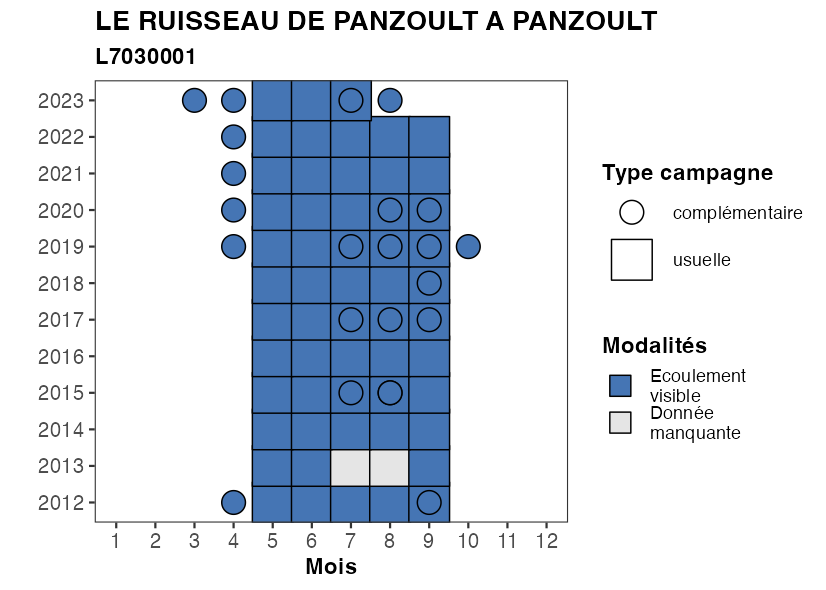 LE RUISSEAU DE PANZOULT A PANZOULT
L7030001
2023
2022
2021
2020
2019
2018
2017
2016
2015
2014
2013
2012
1 2 3 4 5 6 7 8 9 10 11 12
Mois
Type campagne
complémentaire
usuelle
Modalités
Ecoulement
visible
Donnée
manquante